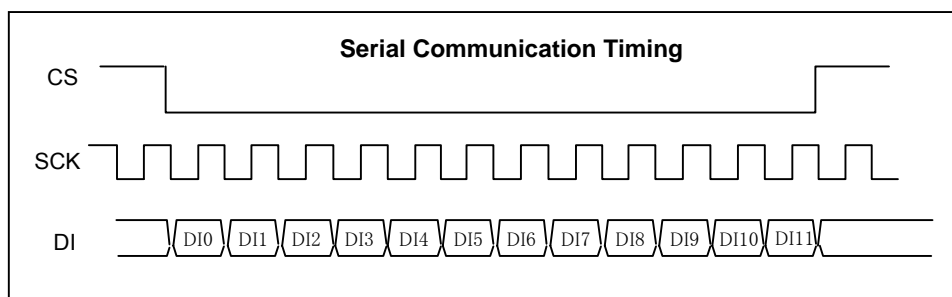 Serial Communication Timing
CS
SCK
DI DI0 DI1 DI2 DI3 DI4 DI5 DI6 DI7 DI8 DI9 DI10 DI11